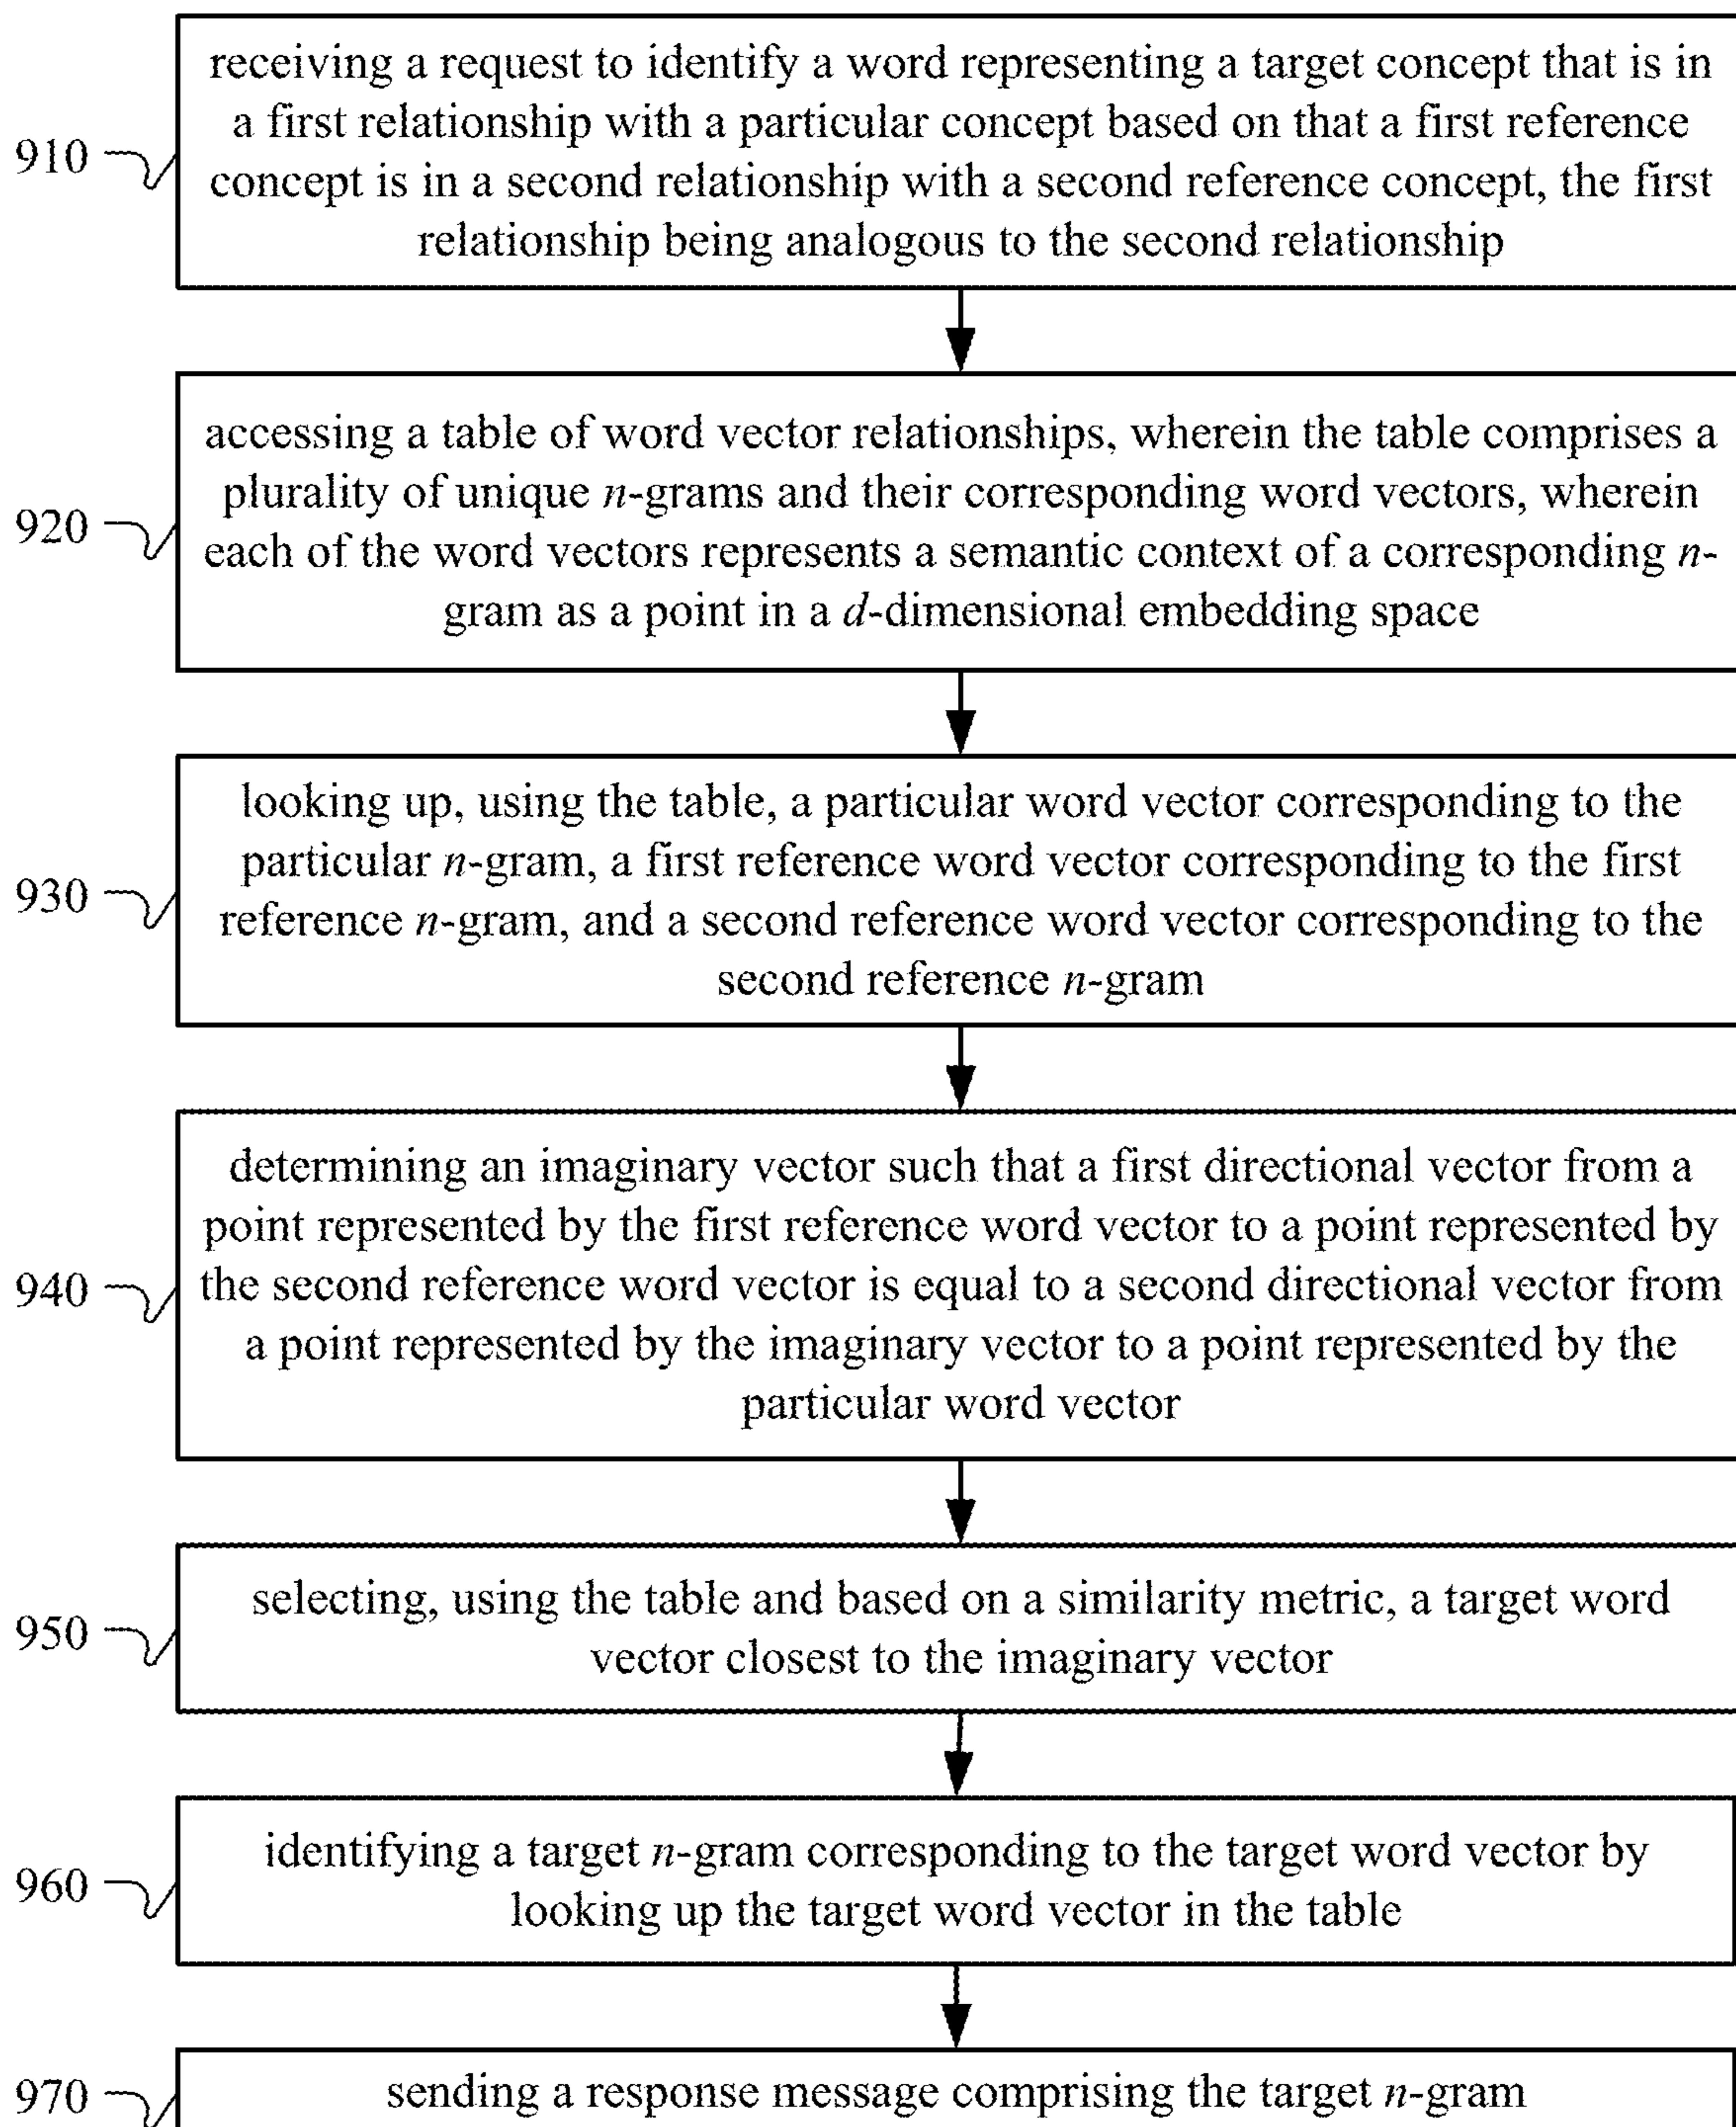 receiving a request to identify a word representing a target concept that is in
a first relationship with a particular concept based on that a first reference
910
concept is in a second relationship with a second reference concept, the first
relationship being analogous to the second relationship
accessing a table of word vector relationships, wherein the table comprises a
plurality of unique n-grams and their corresponding word vectors, wherein
920
each of the word vectors represents a semantic context of a corresponding n-
gram as a point in a d-dimensional embedding space
looking up, using the table, a particular word vector corresponding to the
particular n-gram, a first reference word vector corresponding to the first
930
reference n-gram, and a second reference word vector corresponding to the
second reference n-gram
determining an imaginary vector such that a first directional vector from a
point represented by the first reference word vector to a point represented by
940
the second reference word vector is equal to a second directional vector from
a point represented by the imaginary vector to a point represented by the
particular word vector
selecting, using the table and based on a similarity metric, a target word
950
vector closest to the imaginary vector
identifying a target n-gram corresponding to the target word vector by
960
looking up the target word vector in the table
970
sending a response message comprising the target n-gram